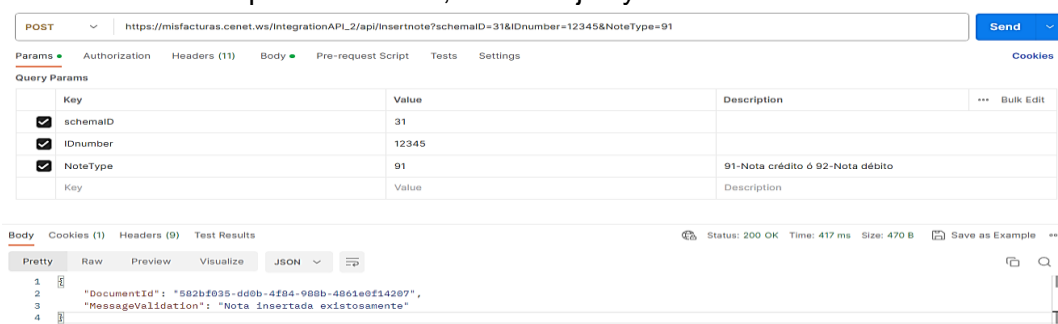 POST https://misfacturas.cenet.ws/IntegrationAPI_2/api/Insertnote?schemaID=31&IDnumber=12345&NoteType=91 Send
Params Authorization Headers (11) Body Pre-request Script Tests Settings Cookies
Query Params
Key Value Description ••• Bulk Edit
schemaID 31
IDnumber 12345
NoteType 91 91-Nota crédito ó 92-Nota débito
Key Value Description
Body Cookies (1) Headers (9) Test Results Status: 200 OK Time: 417 ms Size: 470 B Save as Example
Pretty Raw Preview Visualize JSON
1 {
2 "DocumentId": "582bf035-dd0b-4f84-988b-4861e0f14207",
3 "MessageValidation": "Nota insertada existosamente"
4 }